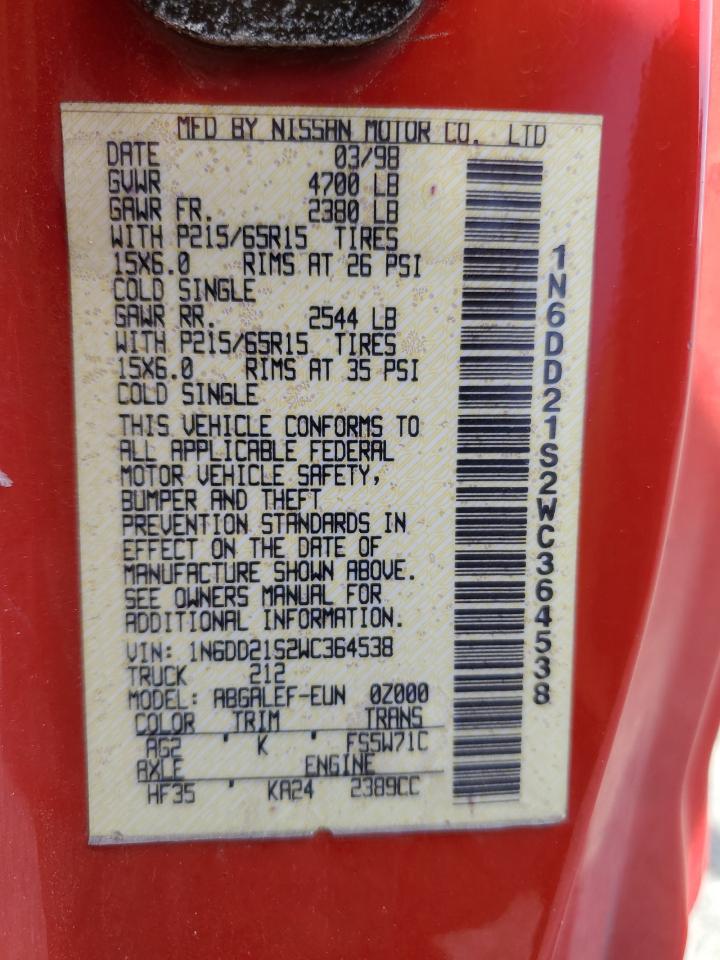 MFD BY NISSAN MOTOR CO. LTD
DATE 03/98
GVWR 4700 LB
GAWR FR. 2380 LB
WITH P215/65R15 TIRES
15X6.0 RIMS AT 26 PSI
COLD SINGLE
GAWR RR. 2544 LB
WITH P215/65R15 TIRES
15X6.0 RIMS AT 35 PSI
COLD SINGLE
THIS VEHICLE CONFORMS TO
ALL APPLICABLE FEDERAL
MOTOR VEHICLE SAFETY,
BUMPER AND THEFT
PREVENTION STANDARDS IN
EFFECT ON THE DATE OF
MANUFACTURE SHOWN ABOVE.
SEE OWNERS MANUAL FOR
ADDITIONAL INFORMATION.
VIN: 1N6DD21S2WC364538
TRUCK 212
MODEL: ABGALEF-EUN 0Z000
COLOR TRIM TRANS
AG2 ' K ' FS5W71C
AXLE ENGINE
HF35 ' KA24 2389CC
1N6DD21S2WC364538